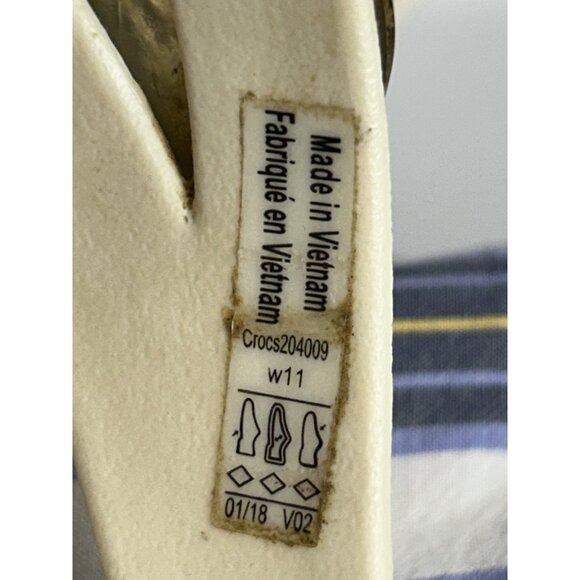 Made in Vietnam
Fabriqué en Vietnam
Crocs204009
w11
01/18 V02